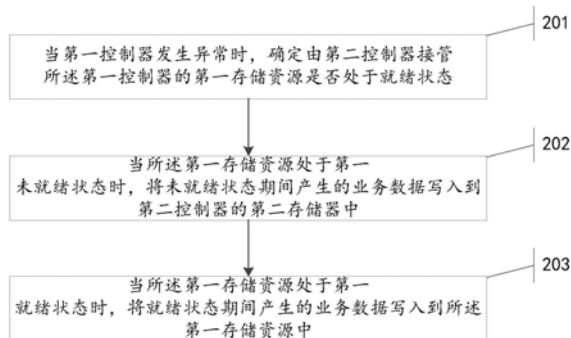 201
当第一控制器发生异常时，确定由第二控制器接管
所述第一控制器的第一存储资源是否处于就绪状态
202
当所述第一存储资源处于第一
未就绪状态时，将未就绪状态期间产生的业务数据写入到
第二控制器的第二存储器中
203
当所述第一存储资源处于第一
就绪状态时，将就绪状态期间产生的业务数据写入到所述
第一存储资源中